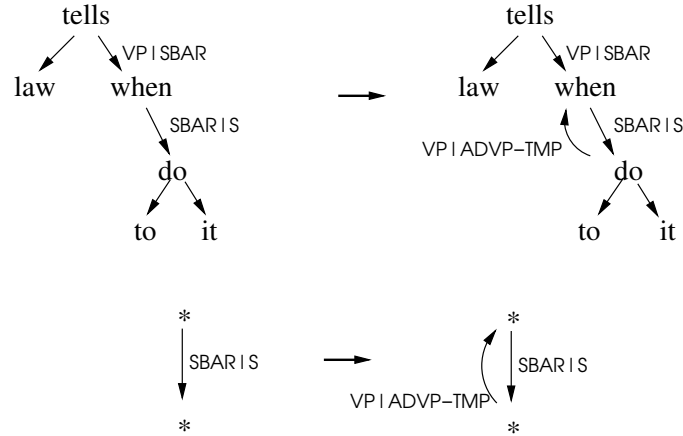 tells tells
VP|SBAR VP|SBAR
law when law when
SBAR|S SBAR|S
VP|ADVP–TMP
do do
to it to it
* *
SBAR|S SBAR|S
VP|ADVP–TMP
* *